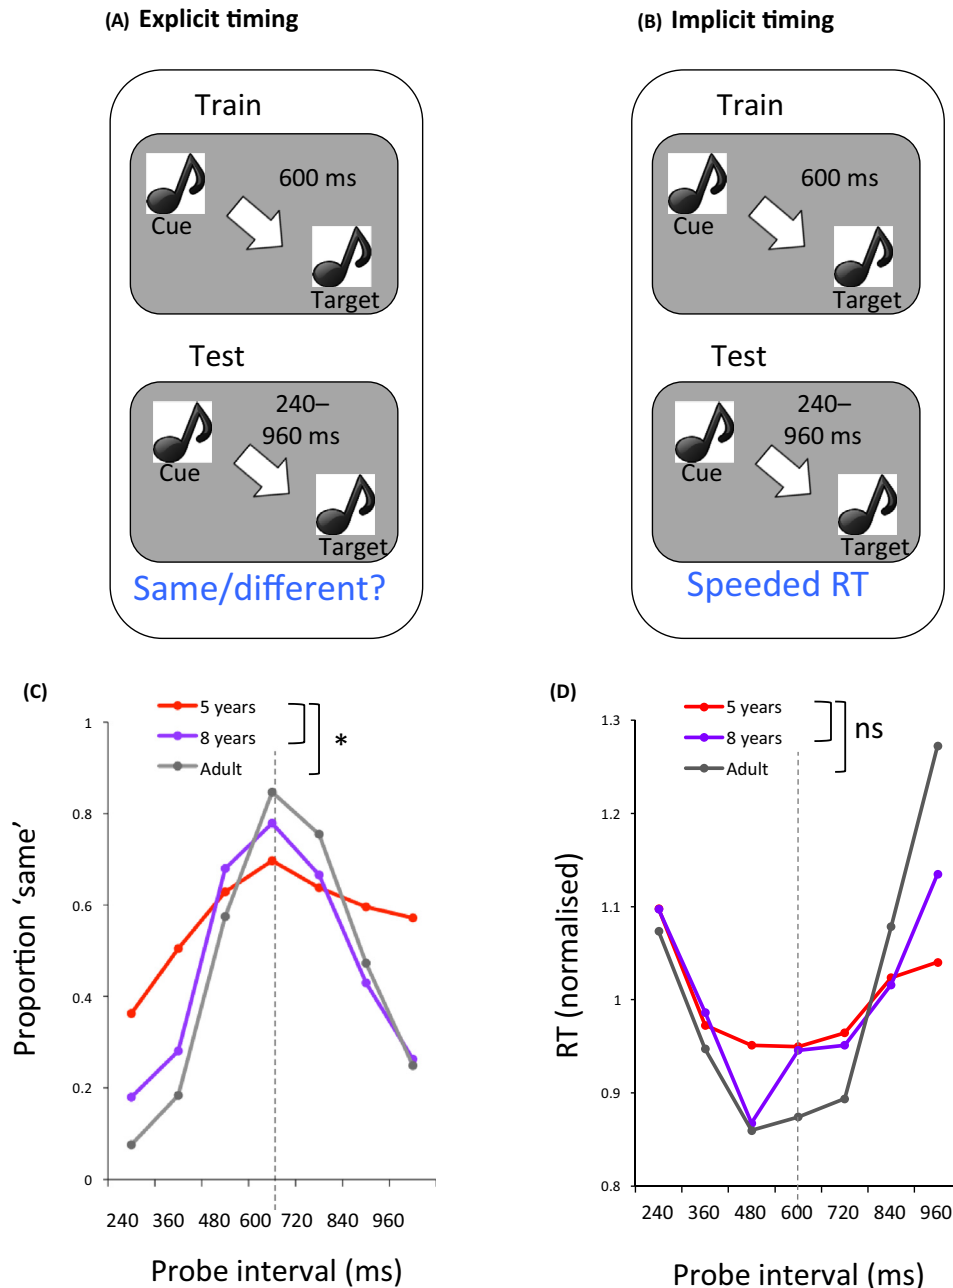 (A) Explicit timing
Train
600 ms
Cue
Target
Test
240–
960 ms
Cue
Target
Same/different?
(B) Implicit timing
Train
600 ms
Cue
Target
Test
240–
960 ms
Cue
Target
Speeded RT
(C)
5 years
8 years
Adult
*
1
0.8
0.6
0.4
0.2
0
Proportion ‘same’
240 360 480 600 720 840 960
Probe interval (ms)
(D)
5 years
8 years
Adult
ns
1.3
1.2
1.1
1
0.9
0.8
RT (normalised)
240 360 480 600 720 840 960
Probe interval (ms)